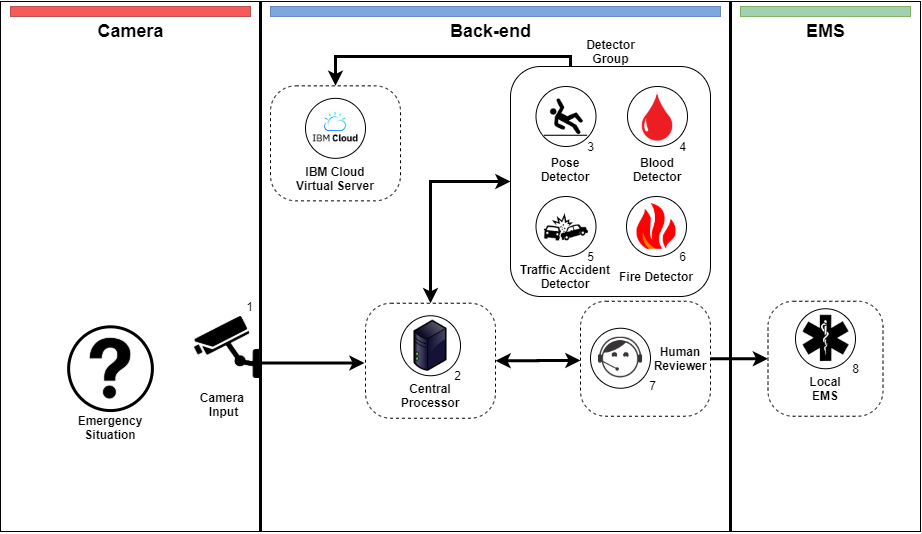 Camera
Back-end
EMS
Detector
Group
IBM Cloud
IBM Cloud
Virtual Server
3
Pose
Detector
4
Blood
Detector
5
Traffic Accident
Detector
6
Fire Detector
1
Camera
Input
Emergency
Situation
2
Central
Processor
Human
Reviewer
7
8
Local
EMS